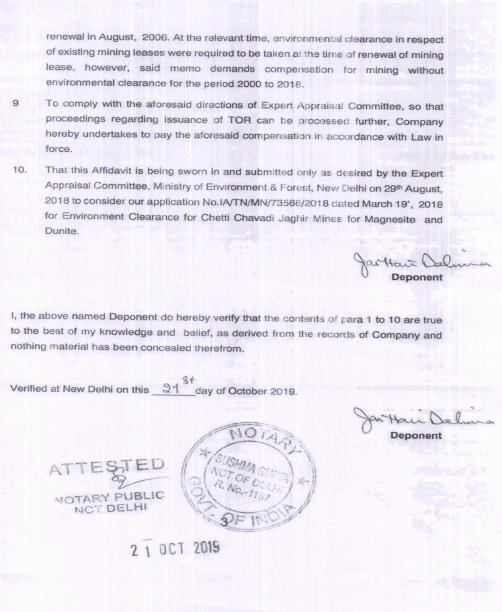 renewal in August, 2006. At the relevant time, environmental clearance in respect
of existing mining leases were required to be taken at the time of renewal of mining
lease, however, said memo demands compensation for mining without
environmental clearance for the period 2000 to 2018.
9 To comply with the aforesaid directions of Expert Appraisal Committee, so that
proceedings regarding issuance of TOR can be processed further, Company
hereby undertakes to pay the aforesaid compensation in accordance with Law in
force.
10. That this Affidavit is being sworn in and submitted only as desired by the Expert
Appraisal Committee, Ministry of Environment & Forest, New Delhi on 29th August,
2018 to consider our application No.IA/TN/MN/73566/2018 dated March 19', 2018
for Environment Clearance for Chetti Chavadi Jaghir Mines for Magnesite and
Dunite.
Jai Hari Dalmia
Deponent
I, the above named Deponent do hereby verify that the contents of para 1 to 10 are true
to the best of my knowledge and belief, as derived from the records of Company and
nothing material has been concealed therefrom.
Verified at New Delhi on this 21st day of October 2019.
Jai Hari Dalmia
Deponent
NOTARY
SUSHMA GUPTA
NCT OF DELHI
R. No.-1157
GOVT. OF INDIA
ATTESTED
NOTARY PUBLIC
NCT DELHI
3
21 OCT 2019